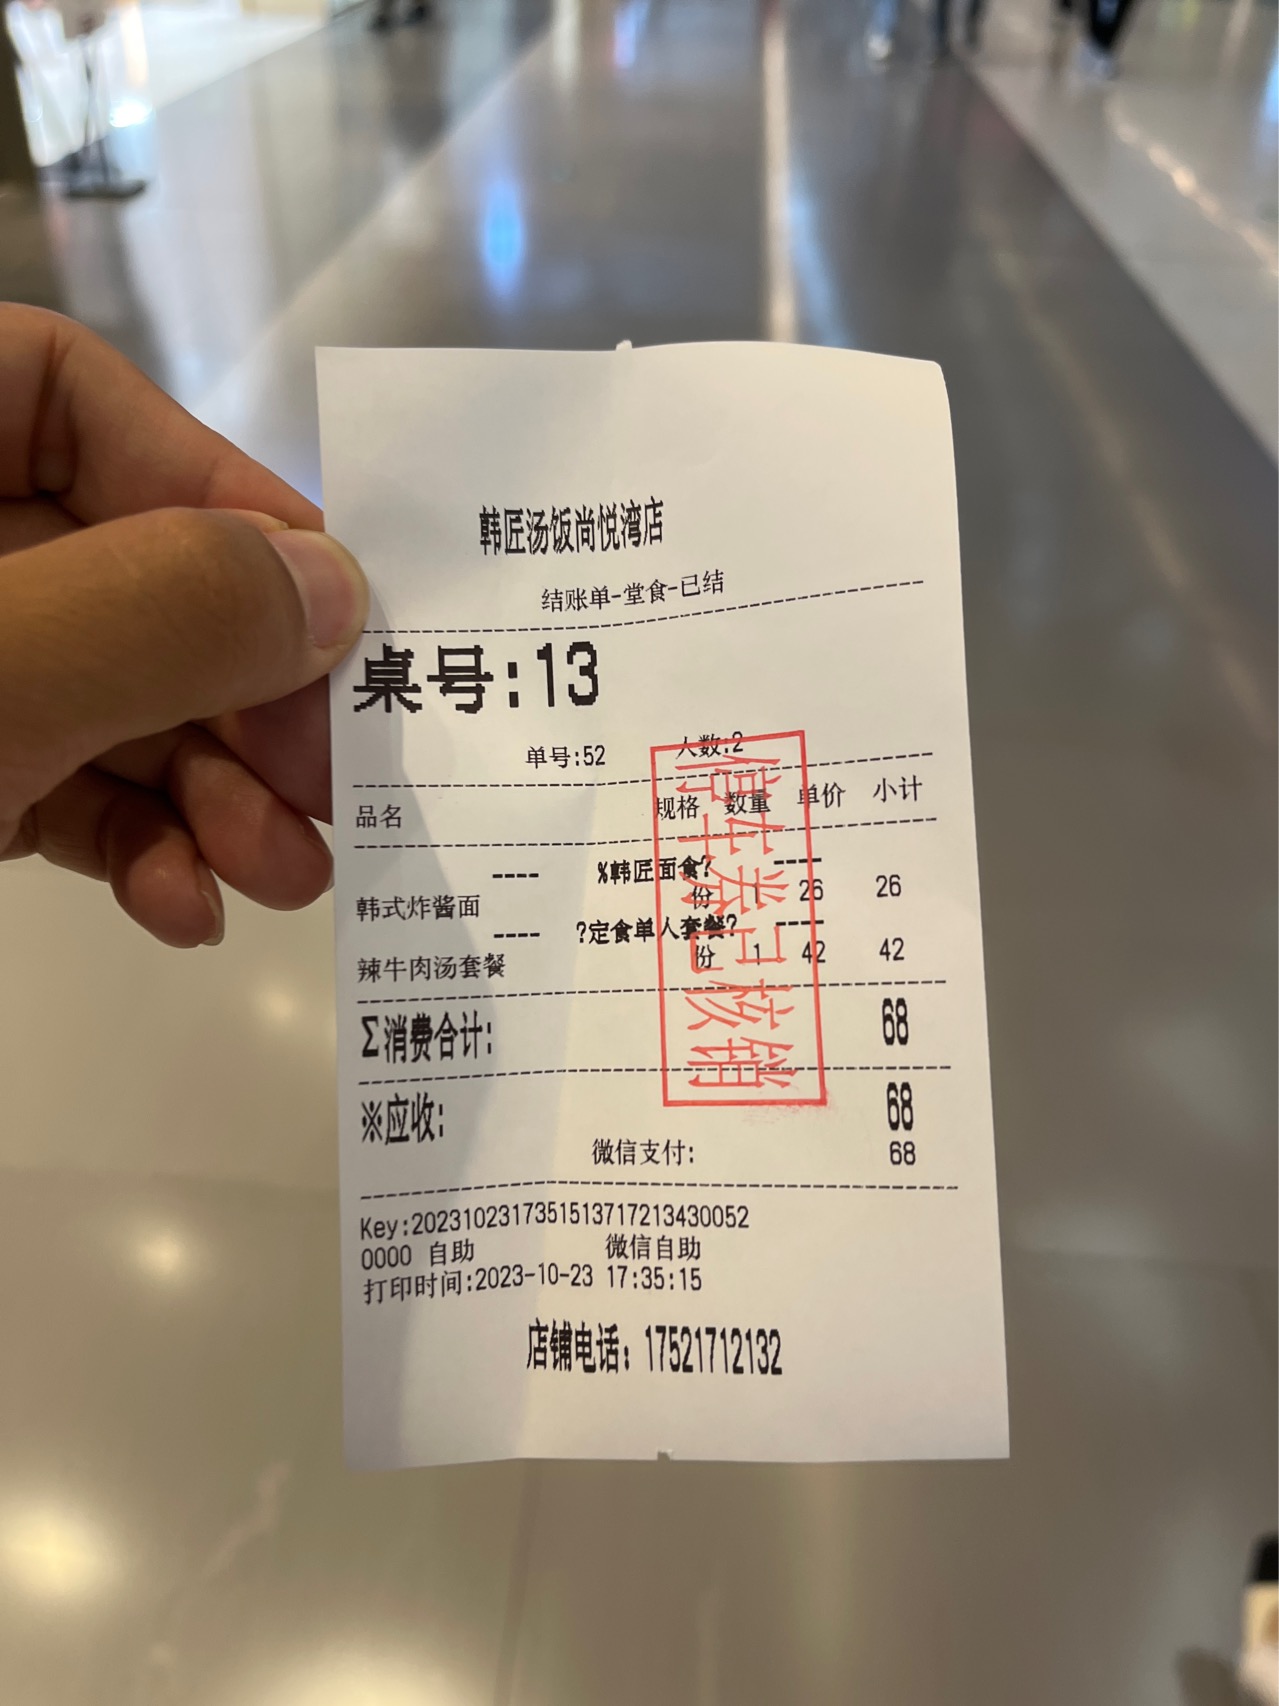 韩匠汤饭尚悦湾店
结账单-堂食-已结
桌号:13
单号:52 人数:2
品名 规格 数量 单价 小计
---- %韩匠面食? ----
韩式炸酱面 份 1 26 26
---- ?定食单人套餐? ----
辣牛肉汤套餐 份 1 42 42
Σ消费合计: 68
※应收: 68
微信支付: 68
Key:2023102317351513717213430052
0000 自助 微信自助
打印时间:2023-10-23 17:35:15
店铺电话: 17521712132
停车券已核销